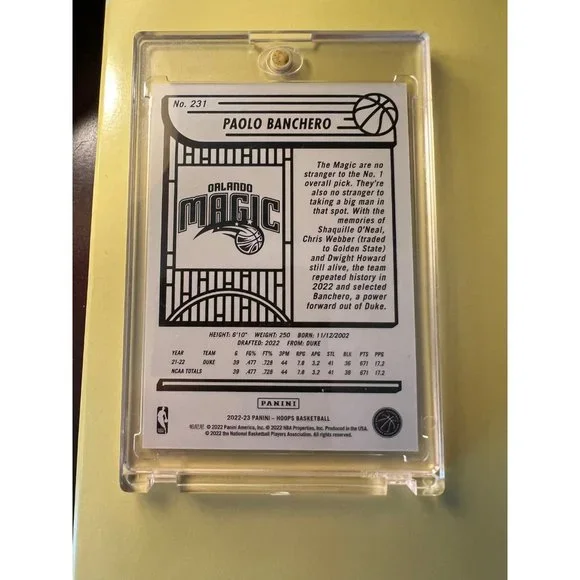 No. 231
PAOLO BANCHERO
ORLANDO
MAGIC
The Magic are no
stranger to the No. 1
overall pick. They're
also no stranger to
taking a big man in
that spot. With the
memories of
Shaquille O'Neal,
Chris Webber (traded
to Golden State)
and Dwight Howard
still alive, the team
repeated history in
2022 and selected
Banchero, a power
forward out of Duke.
HEIGHT: 6'10" WEIGHT: 250 BORN: 11/12/2002
DRAFTED: 2022 FROM: DUKE
YEAR TEAM G FG% FT% 3PM RPG APG STL BLK PTS PPG
21-22 DUKE 39 .477 .728 44 7.8 3.2 41 36 671 17.2
NCAA TOTALS 39 .477 .728 44 7.8 3.2 41 36 671 17.2
PANINI
2022-23 PANINI – HOOPS BASKETBALL
© 2022 Panini America, Inc. © 2022 NBA Properties, Inc. Produced in the USA.
© 2022 the National Basketball Players Association. All rights reserved.